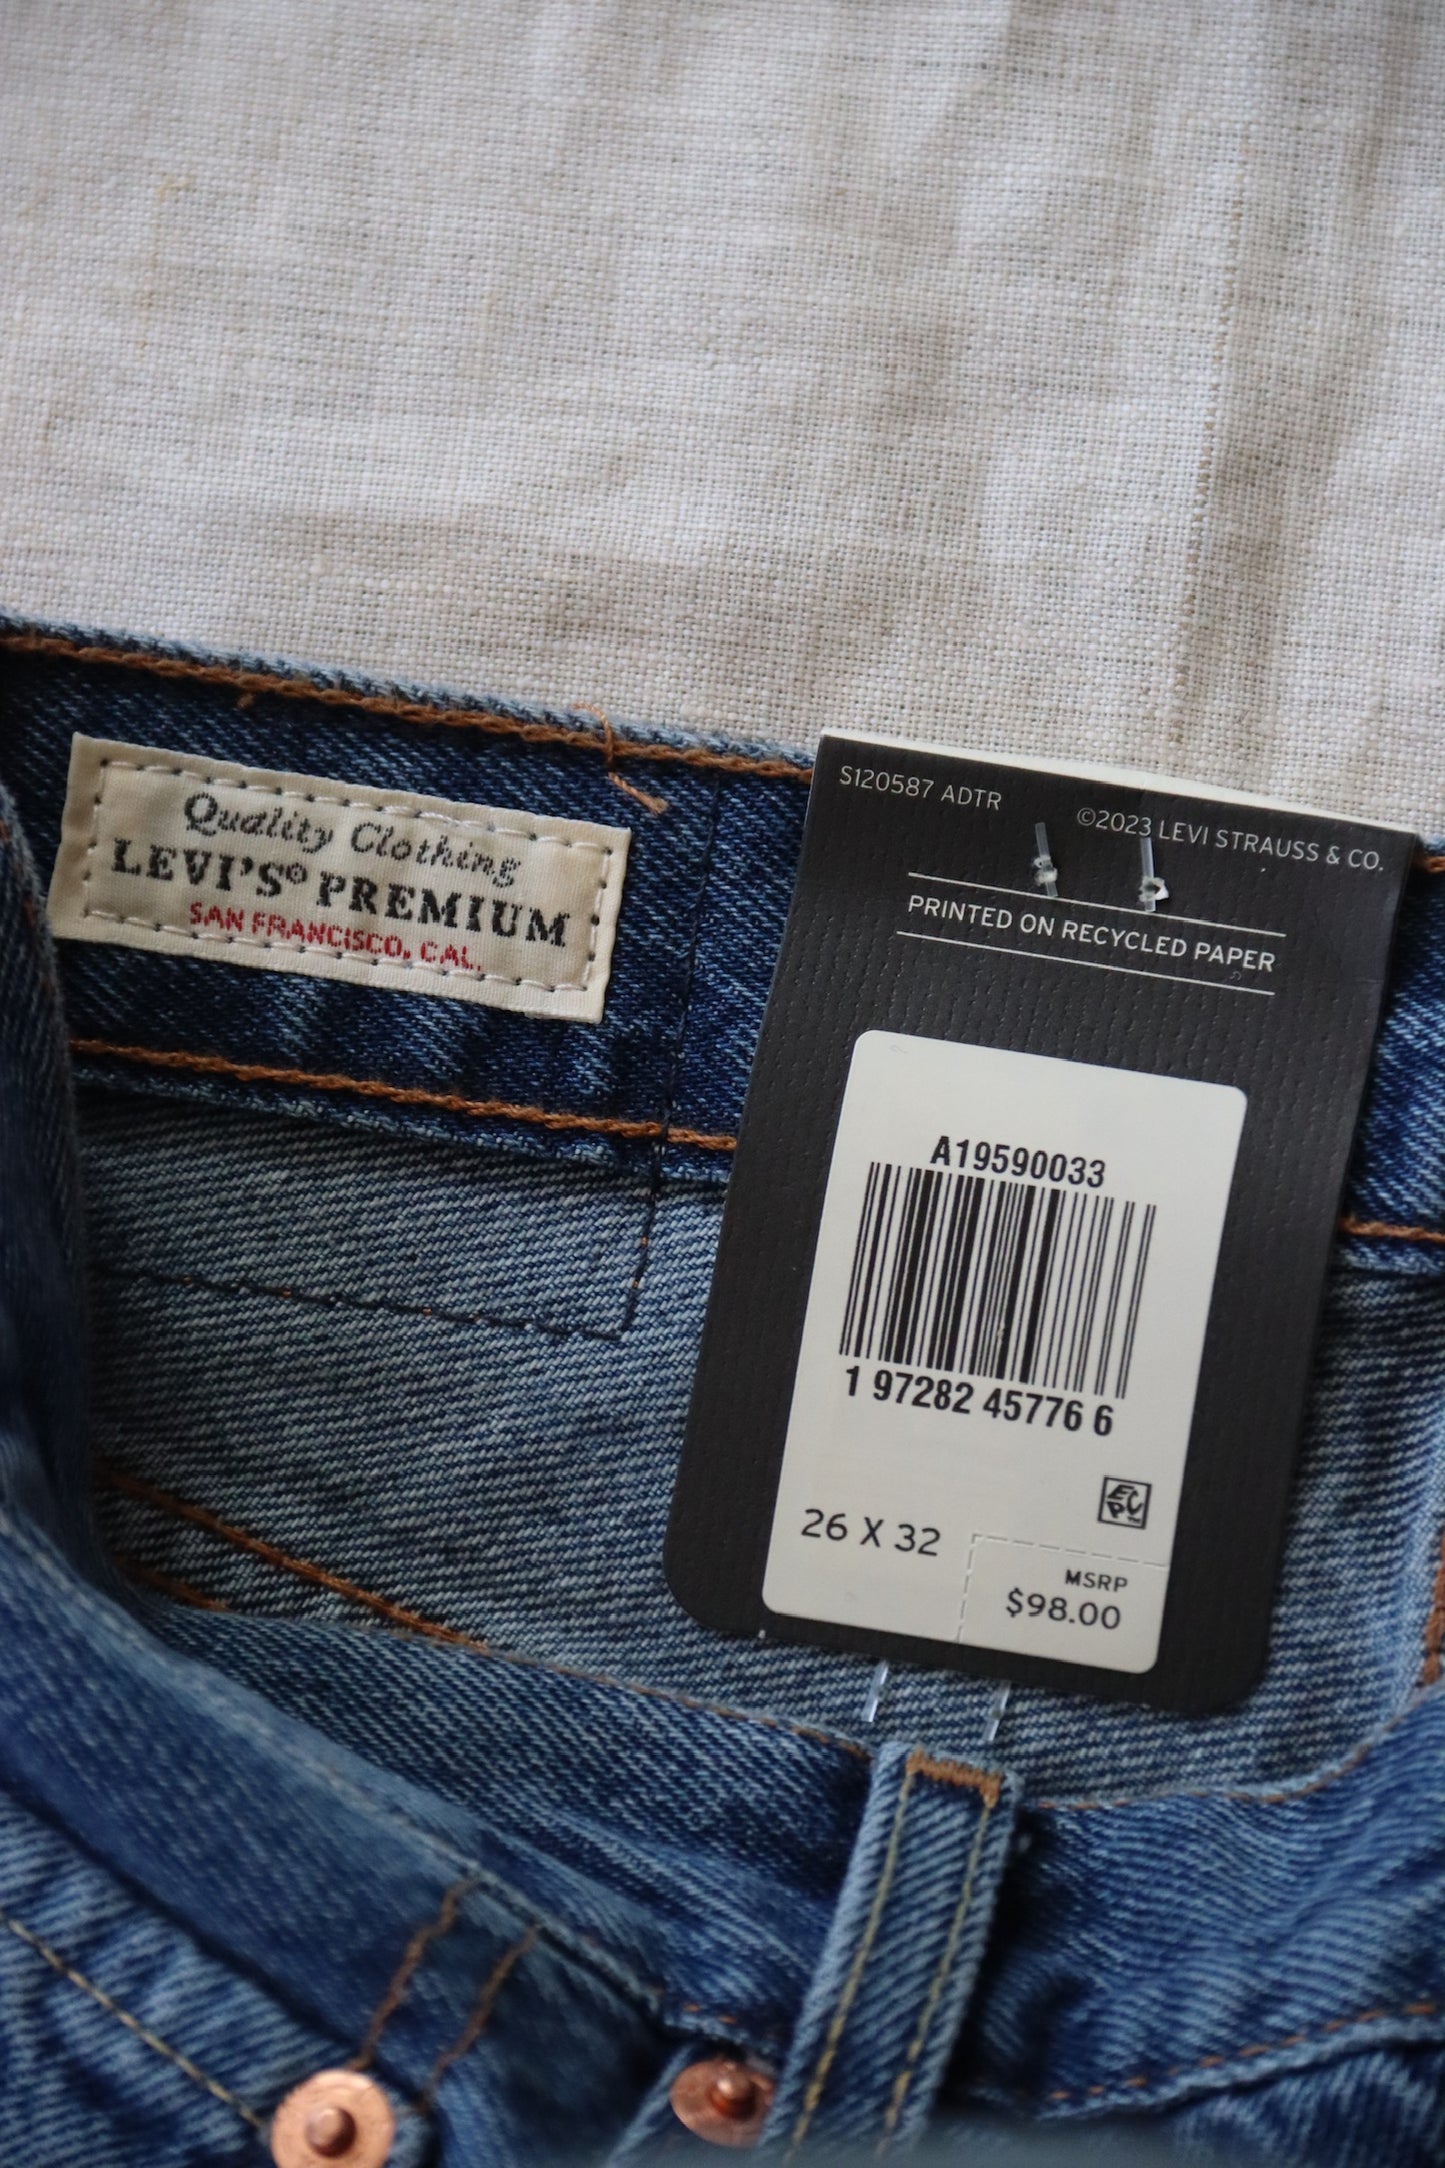 Quality Clothing
LEVI'S® PREMIUM
SAN FRANCISCO, CAL.
S120587 ADTR
©2023 LEVI STRAUSS & CO.
PRINTED ON RECYCLED PAPER
A19590033
1 97282 45776 6
EPC
26 X 32
MSRP
$98.00